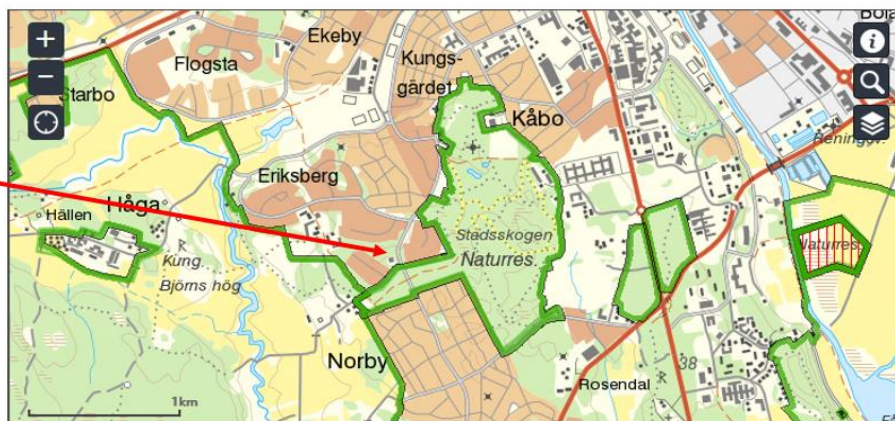 Ekeby
Flogsta
Kungs-
gärdet
Starbo
Kåbo
Eriksberg
Håga
Hällen
Stadsskogen
Naturres.
Naturres.
Kung
Björns hög
Norby
38
Rosendal
1km